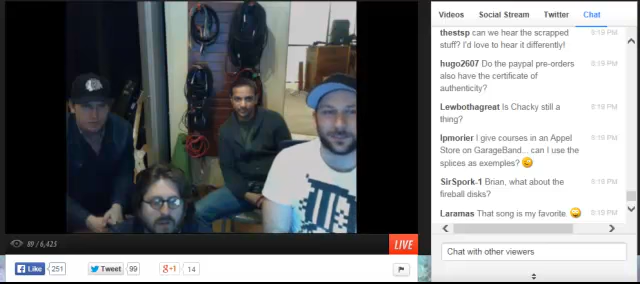 Videos Social Stream Twitter Chat
thestsp can we hear the scrapped
stuff? I'd love to hear it differently!
9:19 PM
hugo2607 Do the paypal pre-orders
also have the certificate of
authenticity?
Lewbothagreat Is Chacky still a
thing?
lpmorier I give courses in an Appel
Store on GarageBand... can I use the
splices as exemples?
SirSpork-1 Brian, what about the
fireball disks?
Laramas That song is my favorite
89 / 6,425
LIVE
Like 251 Tweet 99 g+1 14
Chat with other viewers